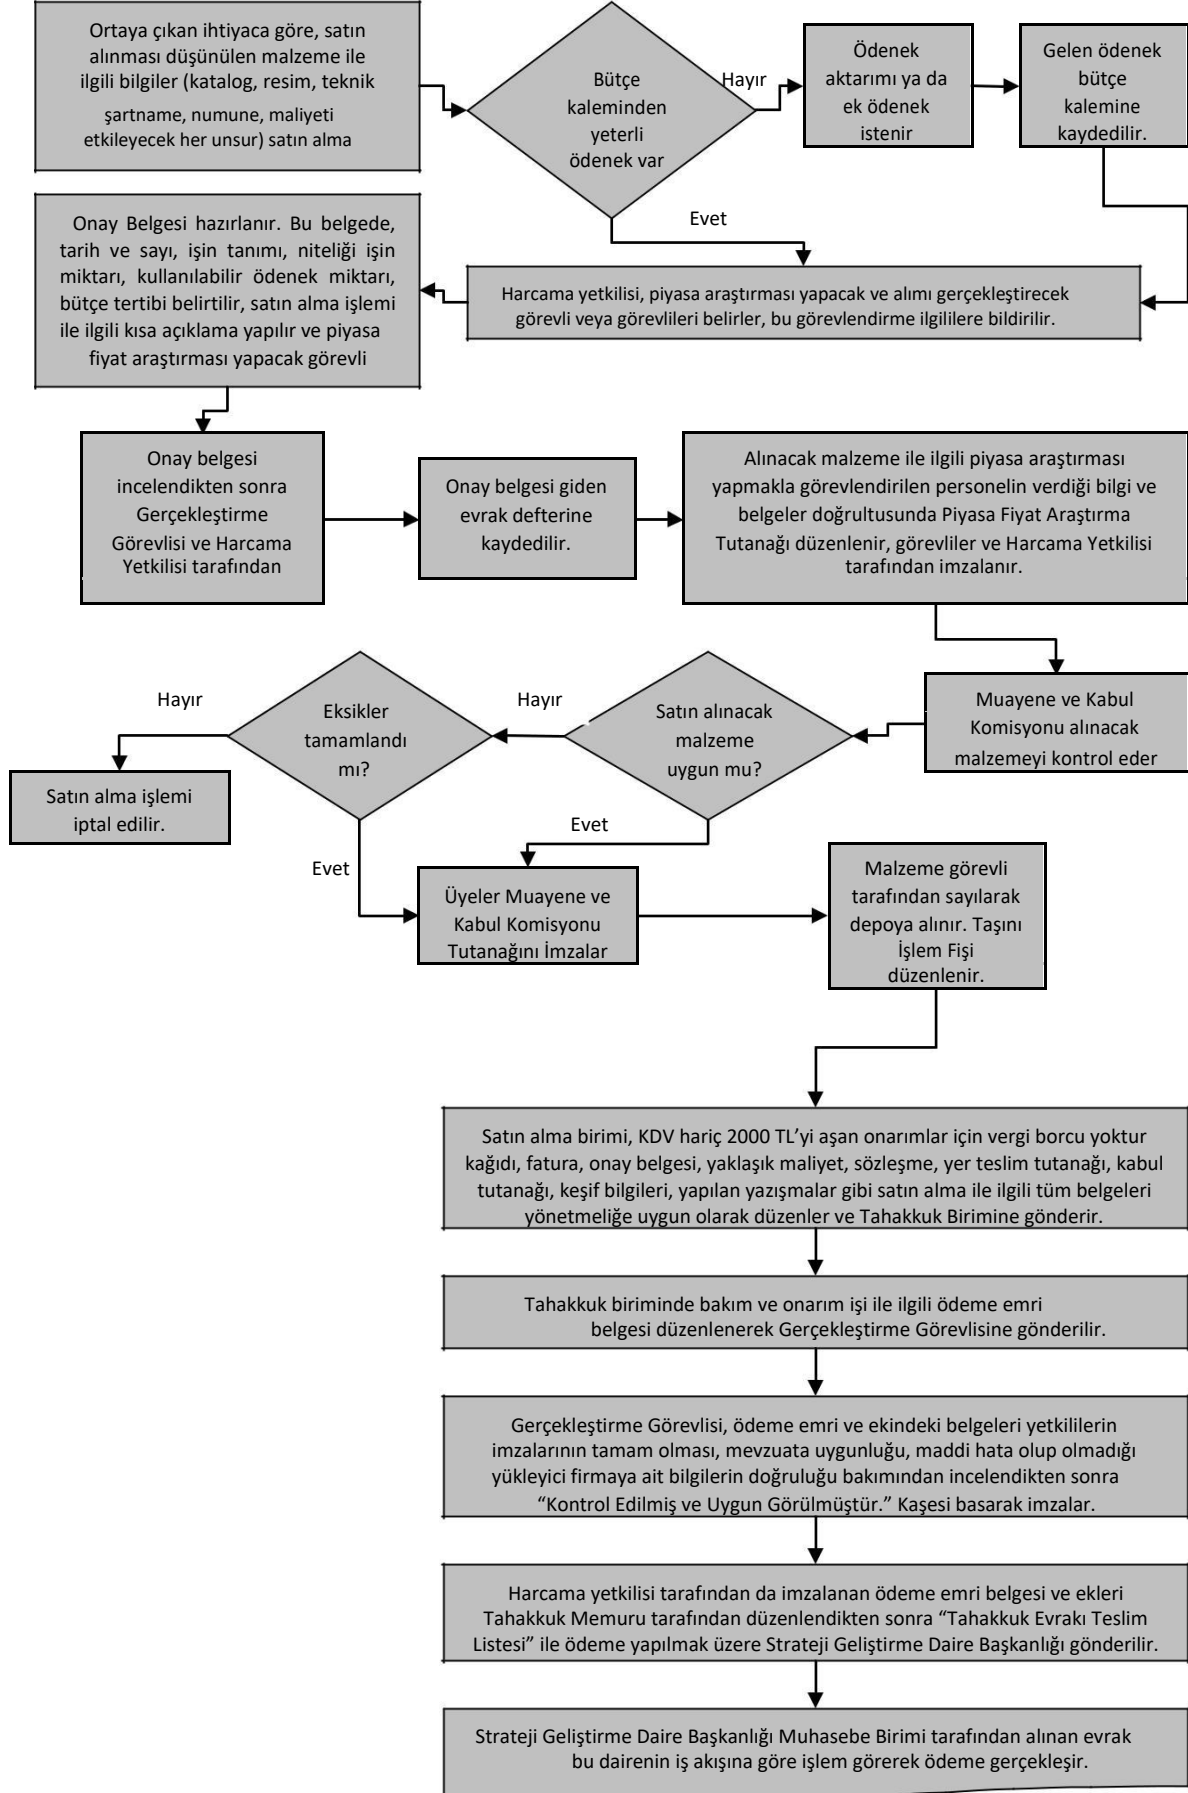 Ortaya çıkan ihtiyaca göre, satın
alınması düşünülen malzeme ile
ilgili bilgiler (katalog, resim, teknik
şartname, numune, maliyeti
etkileyecek her unsur) satın alma
Bütçe
kaleminden
yeterli
ödenek var
Hayır
Ödenek
aktarımı ya da
ek ödenek
istenir
Gelen ödenek
bütçe
kalemine
kaydedilir.
Evet
Harcama yetkilisi, piyasa araştırması yapacak ve alımı gerçekleştirecek
görevli veya görevlileri belirler, bu görevlendirme ilgililere bildirilir.
Onay Belgesi hazırlanır. Bu belgede,
tarih ve sayı, işin tanımı, niteliği işin
miktarı, kullanılabilir ödenek miktarı,
bütçe tertibi belirtilir, satın alma işlemi
ile ilgili kısa açıklama yapılır ve piyasa
fiyat araştırması yapacak görevli
Onay belgesi
incelendikten sonra
Gerçekleştirme
Görevlisi ve Harcama
Yetkilisi tarafından
Onay belgesi giden
evrak defterine
kaydedilir.
Alınacak malzeme ile ilgili piyasa araştırması
yapmakla görevlendirilen personelin verdiği bilgi ve
belgeler doğrultusunda Piyasa Fiyat Araştırma
Tutanağı düzenlenir, görevliler ve Harcama Yetkilisi
tarafından imzalanır.
Muayene ve Kabul
Komisyonu alınacak
malzemeyi kontrol eder
Satın alınacak
malzeme
uygun mu?
Hayır
Eksikler
tamamlandı
mı?
Hayır
Satın alma işlemi
iptal edilir.
Evet
Evet
Üyeler Muayene ve
Kabul Komisyonu
Tutanağını İmzalar
Malzeme görevli
tarafından sayılarak
depoya alınır. Taşını
İşlem Fişi
düzenlenir.
Satın alma birimi, KDV hariç 2000 TL’yi aşan onarımlar için vergi borcu yoktur
kağıdı, fatura, onay belgesi, yaklaşık maliyet, sözleşme, yer teslim tutanağı, kabul
tutanağı, keşif bilgileri, yapılan yazışmalar gibi satın alma ile ilgili tüm belgeleri
yönetmeliğe uygun olarak düzenler ve Tahakkuk Birimine gönderir.
Tahakkuk biriminde bakım ve onarım işi ile ilgili ödeme emri
belgesi düzenlenerek Gerçekleştirme Görevlisine gönderilir.
Gerçekleştirme Görevlisi, ödeme emri ve ekindeki belgeleri yetkililerin
imzalarının tamam olması, mevzuata uygunluğu, maddi hata olup olmadığı
yükleyici firmaya ait bilgilerin doğruluğu bakımından incelendikten sonra
“Kontrol Edilmiş ve Uygun Görülmüştür.” Kaşesi basarak imzalar.
Harcama yetkilisi tarafından da imzalanan ödeme emri belgesi ve ekleri
Tahakkuk Memuru tarafından düzenlendikten sonra “Tahakkuk Evrakı Teslim
Listesi” ile ödeme yapılmak üzere Strateji Geliştirme Daire Başkanlığı gönderilir.
Strateji Geliştirme Daire Başkanlığı Muhasebe Birimi tarafından alınan evrak
bu dairenin iş akışına göre işlem görerek ödeme gerçekleşir.